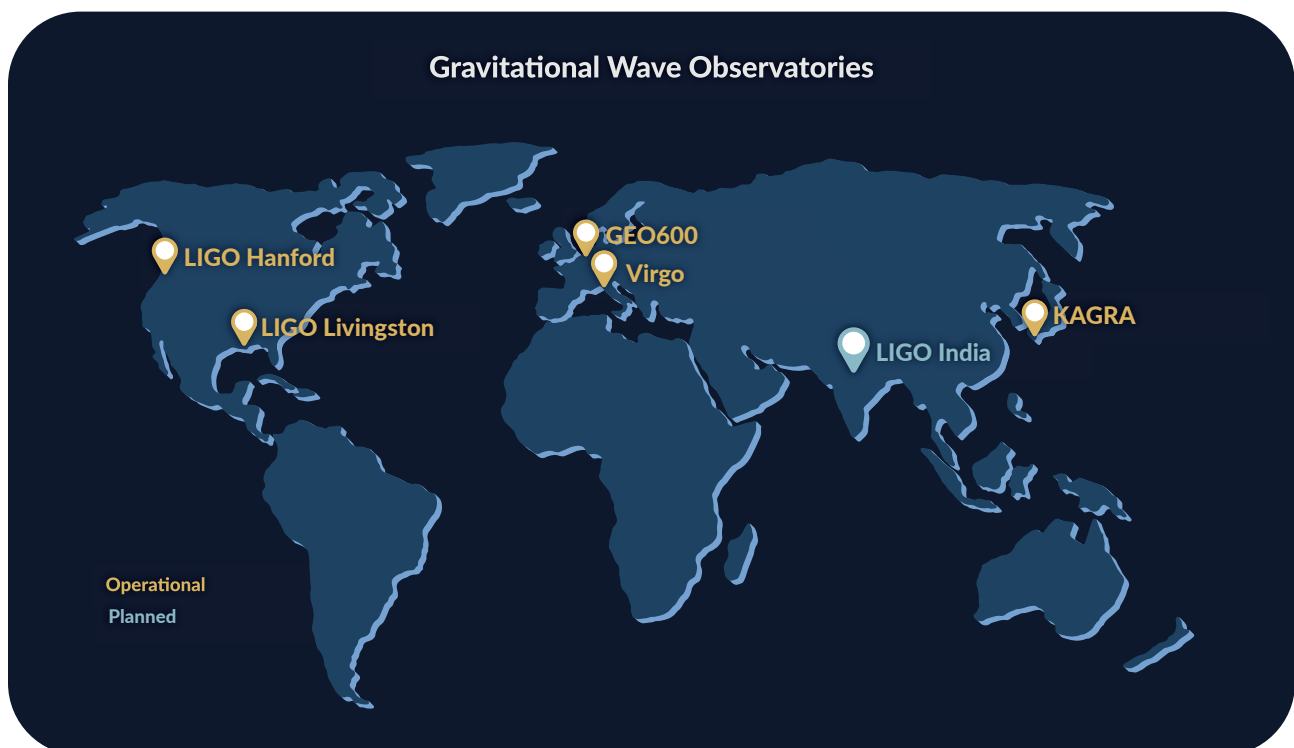 Gravitational Wave Observatories
GEO600
LIGO Hanford
Virgo
KAGRA
LIGO Livingston
LIGO India
Operational
Planned